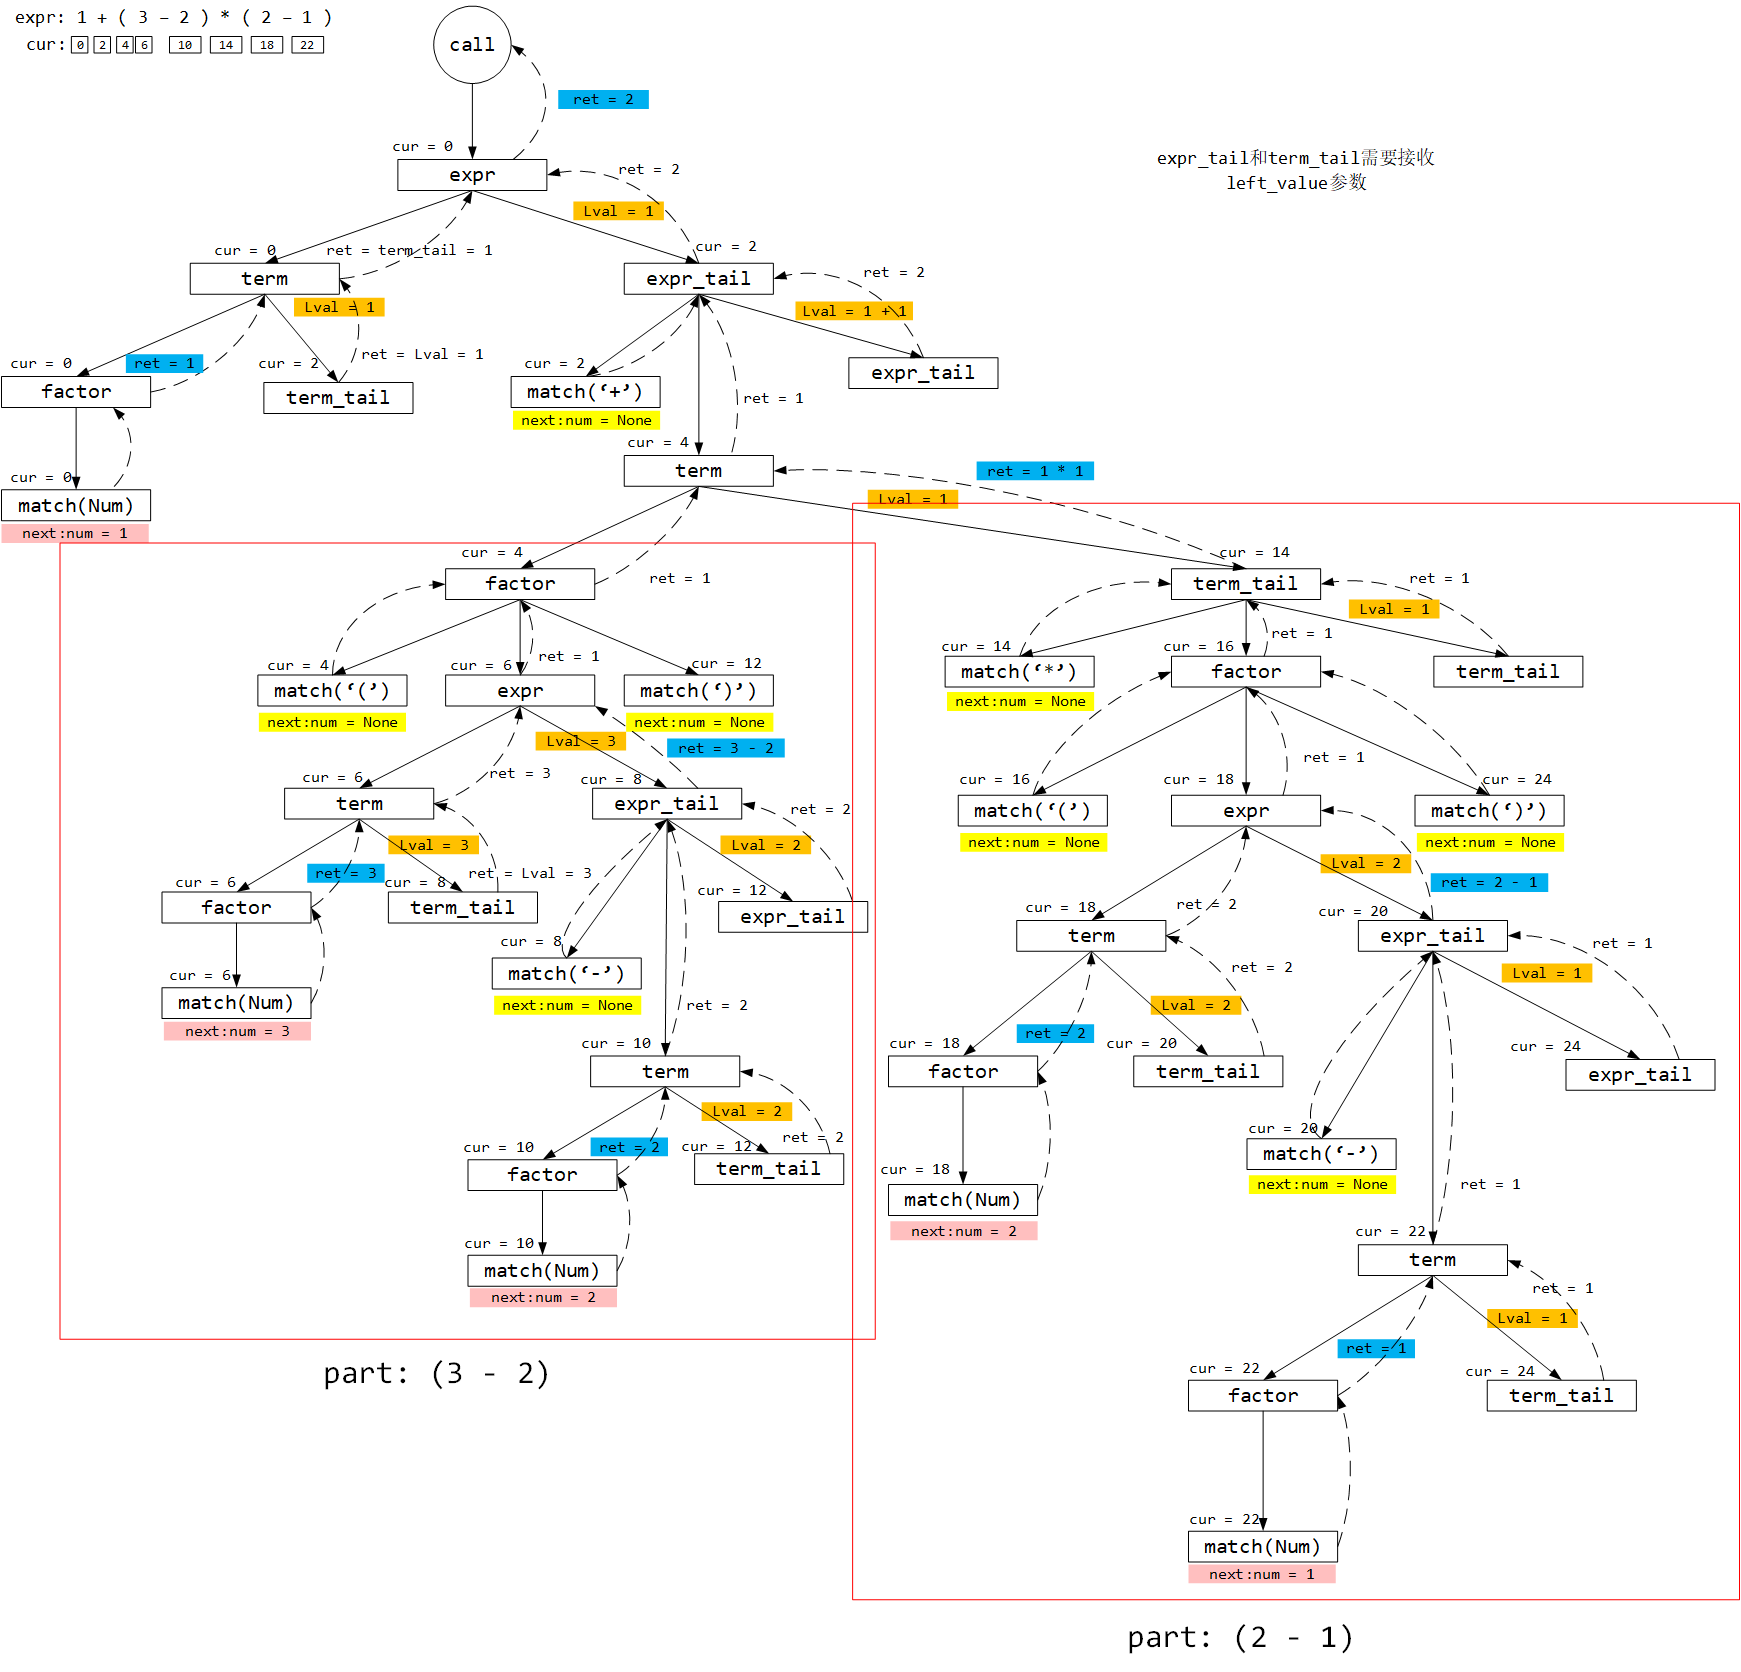 expr: 1 + ( 3 – 2 ) * ( 2 – 1 )
cur: 0 2 4 6 10 14 18 22
call
ret = 2
cur = 0
expr
ret = 2
expr_tail和term_tail需要接收
left_value参数
Lval = 1
cur = 0
ret = term_tail = 1
cur = 2
term
expr_tail
ret = 2
Lval = 1
Lval = 1 + 1
cur = 0
ret = 1
cur = 2
ret = Lval = 1
cur = 2
factor
term_tail
match(‘+’)
expr_tail
next:num = None
ret = 1
cur = 4
term
ret = 1 * 1
cur = 0
match(Num)
next:num = 1
Lval = 1
cur = 4
factor
ret = 1
cur = 14
term_tail
ret = 1
Lval = 1
cur = 4
cur = 6
ret = 1
cur = 12
match(‘(’)
expr
match(‘)’)
next:num = None
next:num = None
cur = 14
cur = 16
ret = 1
match(‘*’)
factor
term_tail
next:num = None
Lval = 3
ret = 3 - 2
cur = 6
ret = 3
cur = 8
term
expr_tail
ret = 2
cur = 16
cur = 18
ret = 1
cur = 24
match(‘(’)
expr
match(‘)’)
next:num = None
next:num = None
Lval = 3
Lval = 2
cur = 6
ret = 3
cur = 8
ret = Lval = 3
cur = 12
factor
term_tail
expr_tail
Lval = 2
ret = 2 - 1
cur = 18
ret = 2
cur = 20
term
expr_tail
ret = 1
cur = 8
match(‘-’)
next:num = None
cur = 6
match(Num)
next:num = 3
ret = 2
ret = 2
Lval = 2
Lval = 1
cur = 10
term
cur = 18
ret = 2
cur = 20
cur = 24
factor
term_tail
expr_tail
Lval = 2
cur = 10
ret = 2
cur = 12
ret = 2
factor
term_tail
cur = 20
match(‘-’)
next:num = None
ret = 1
cur = 18
match(Num)
next:num = 2
cur = 10
match(Num)
next:num = 2
cur = 22
term
ret = 1
Lval = 1
ret = 1
cur = 22
cur = 24
factor
term_tail
part: (3 - 2)
cur = 22
match(Num)
next:num = 1
part: (2 - 1)